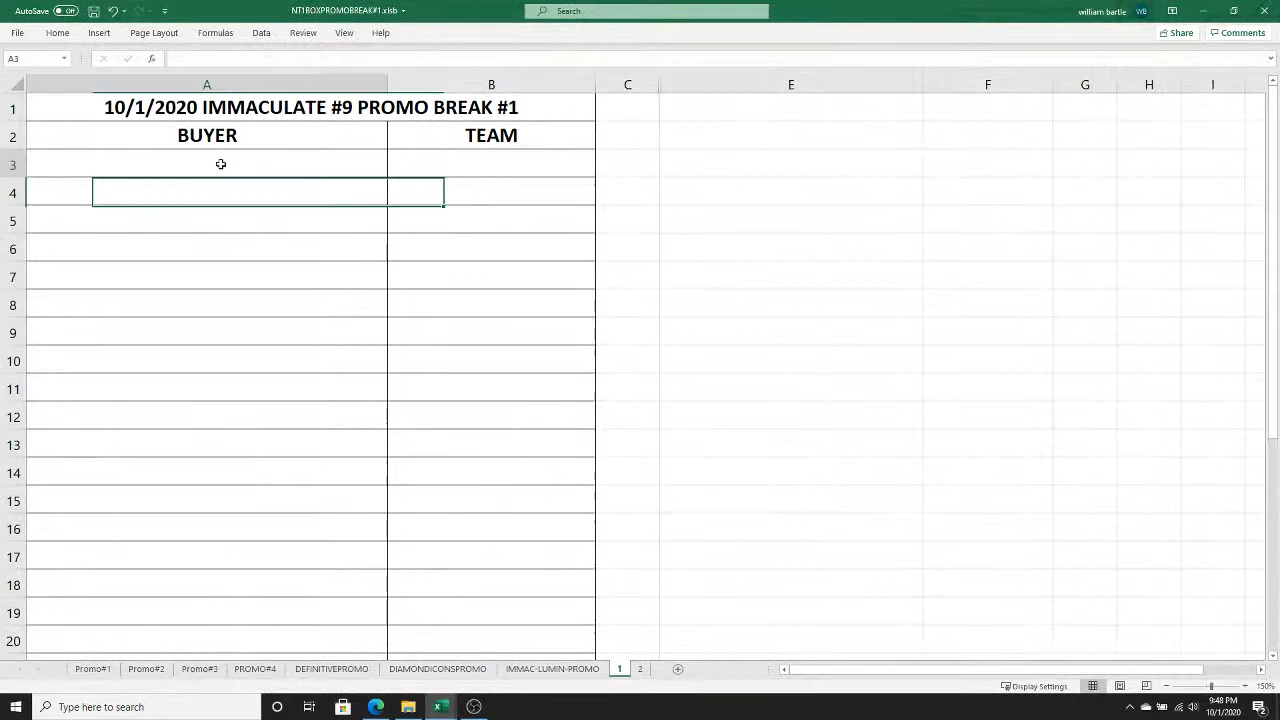 AutoSave Off
NT1BOXPROMOBREAK#1.xlsb
Search
william bartle WB
File Home Insert Page Layout Formulas Data Review View Help
Share Comments
A3 fx
A B C E F G H I
1 10/1/2020 IMMACULATE #9 PROMO BREAK #1
2 BUYER TEAM
3
4
5
6
7
8
9
10
11
12
13
14
15
16
17
18
19
20
Promo#1 Promo#2 Promo#3 PROMO#4 DEFINITIVEPROMO DIAMONDICONSPROMO IMMAC-LUMIN-PROMO 1 2
Display Settings 150%
Type here to search
9:48 PM
10/1/2020
2